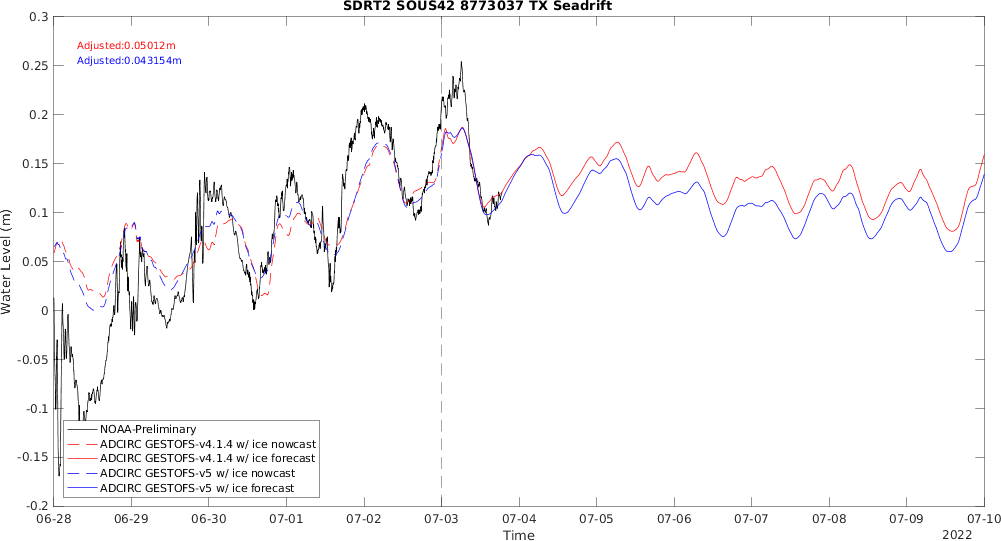 SDRT2 SOUS42 8773037 TX Seadrift
Adjusted:0.05012m
Adjusted:0.043154m
Water Level (m)
0.3
0.25
0.2
0.15
0.1
0.05
0
-0.05
-0.1
-0.15
-0.2
NOAA-Preliminary
ADCIRC GESTOFS-v4.1.4 w/ ice nowcast
ADCIRC GESTOFS-v4.1.4 w/ ice forecast
ADCIRC GESTOFS-v5 w/ ice nowcast
ADCIRC GESTOFS-v5 w/ ice forecast
06-28 06-29 06-30 07-01 07-02 07-03 07-04 07-05 07-06 07-07 07-08 07-09 07-10
Time
2022